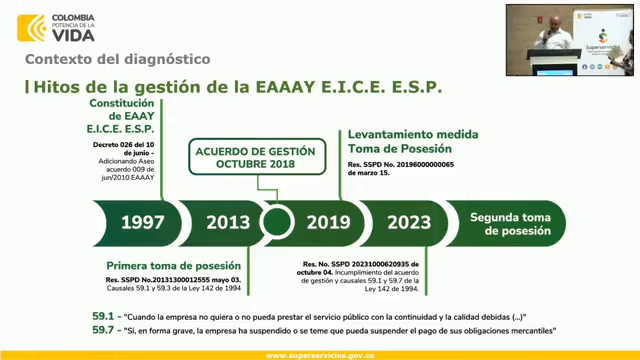 COLOMBIA
POTENCIA DE LA
VIDA
Contexto del diagnóstico
Hitos de la gestión de la EAAAY E.I.C.E. E.S.P.
Constitución
de EAAY
E.I.C.E. E.S.P.
Decreto 026 del 10
de junio -
Adicionando Aseo
acuerdo 009 de
jun/2010 EAAAY
ACUERDO DE GESTIÓN
OCTUBRE 2018
Levantamiento medida
Toma de Posesión
Res. SSPD No. 20196000000065
de marzo 15.
1997
2013
2019
2023
Segunda toma
de posesión
Primera toma de posesión
Res. SSPD No.20131300012555 mayo 03.
Causales 59.1 y 59.3 de la Ley 142 de 1994
Res. No. SSPD 20231000620935 de
octubre 04. Incumplimiento del acuerdo
de gestión y causales 59.1 y 59.7 de la
Ley 142 de 1994.
59.1 - "Cuando la empresa no quiera o no pueda prestar el servicio público con la continuidad y la calidad debidas (...)"
59.7 - "Si, en forma grave, la empresa ha suspendido o se teme que pueda suspender el pago de sus obligaciones mercantiles"
www.superservicios.gov.co
VIDA
Superservicios